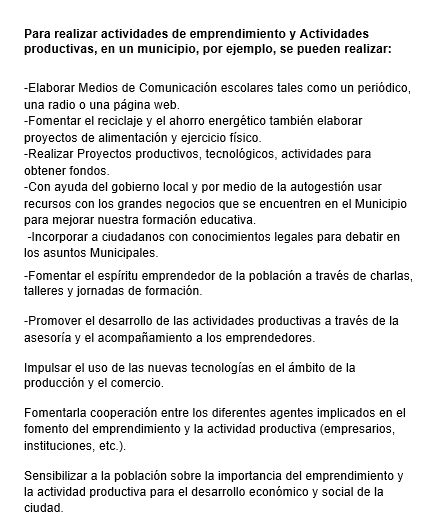 Para realizar actividades de emprendimiento y Actividades
productivas, en un municipio, por ejemplo, se pueden realizar:
-Elaborar Medios de Comunicación escolares tales como un periódico,
una radio o una página web.
-Fomentar el reciclaje y el ahorro energético también elaborar
proyectos de alimentación y ejercicio físico.
-Realizar Proyectos productivos, tecnológicos, actividades para
obtener fondos.
-Con ayuda del gobierno local y por medio de la autogestión usar
recursos con los grandes negocios que se encuentren en el Municipio
para mejorar nuestra formación educativa.
-Incorporar a ciudadanos con conocimientos legales para debatir en
los asuntos Municipales.
-Fomentar el espíritu emprendedor de la población a través de charlas,
talleres y jornadas de formación.
-Promover el desarrollo de las actividades productivas a través de la
asesoría y el acompañamiento a los emprendedores.
Impulsar el uso de las nuevas tecnologías en el ámbito de la
producción y el comercio.
Fomentarla cooperación entre los diferentes agentes implicados en el
fomento del emprendimiento y la actividad productiva (empresarios,
instituciones, etc.).
Sensibilizar a la población sobre la importancia del emprendimiento y
la actividad productiva para el desarrollo económico y social de la
ciudad.